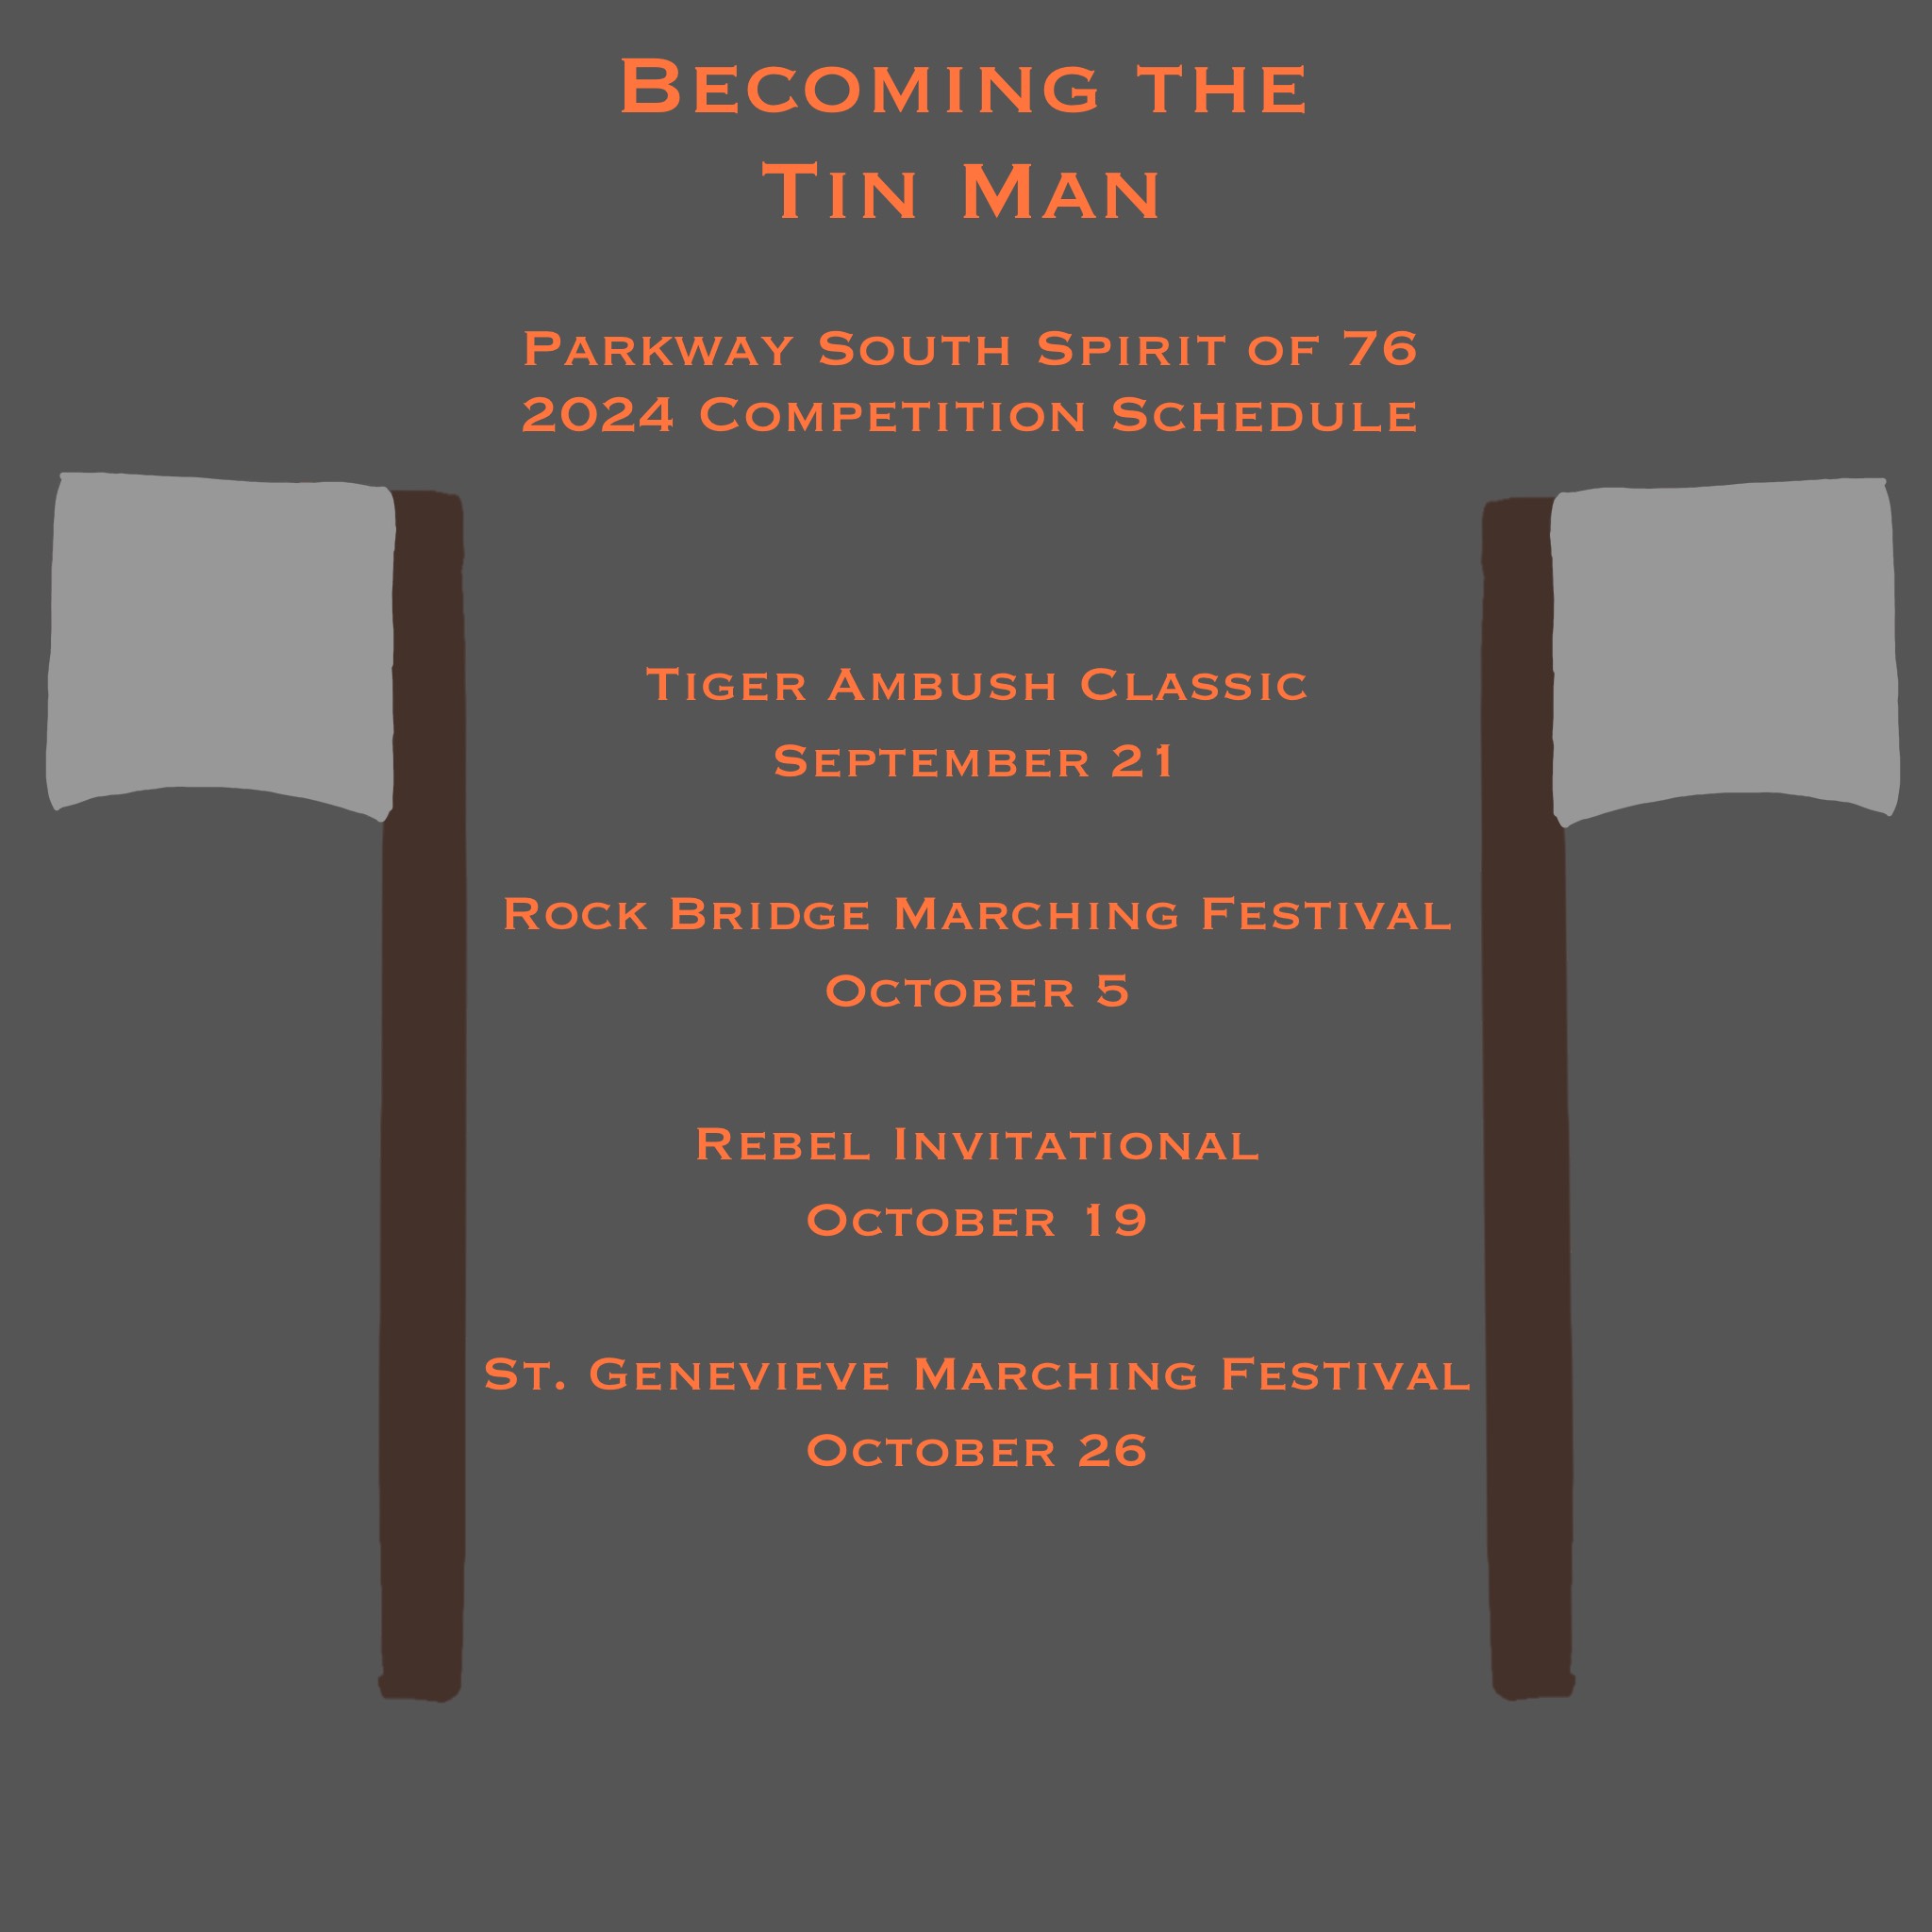 Becoming the
Tin Man
Parkway South Spirit of 76
2024 Competition Schedule
Tiger Ambush Classic
September 21
Rock Bridge Marching Festival
October 5
Rebel Invitational
October 19
St. Genevieve Marching Festival
October 26